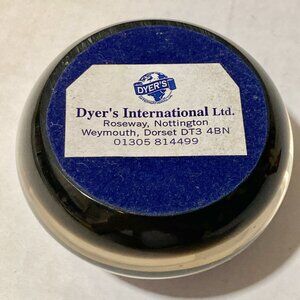 DYER'S
Dyer's International Ltd.
Roseway, Nottington
Weymouth, Dorset DT3 4BN
01305 814499